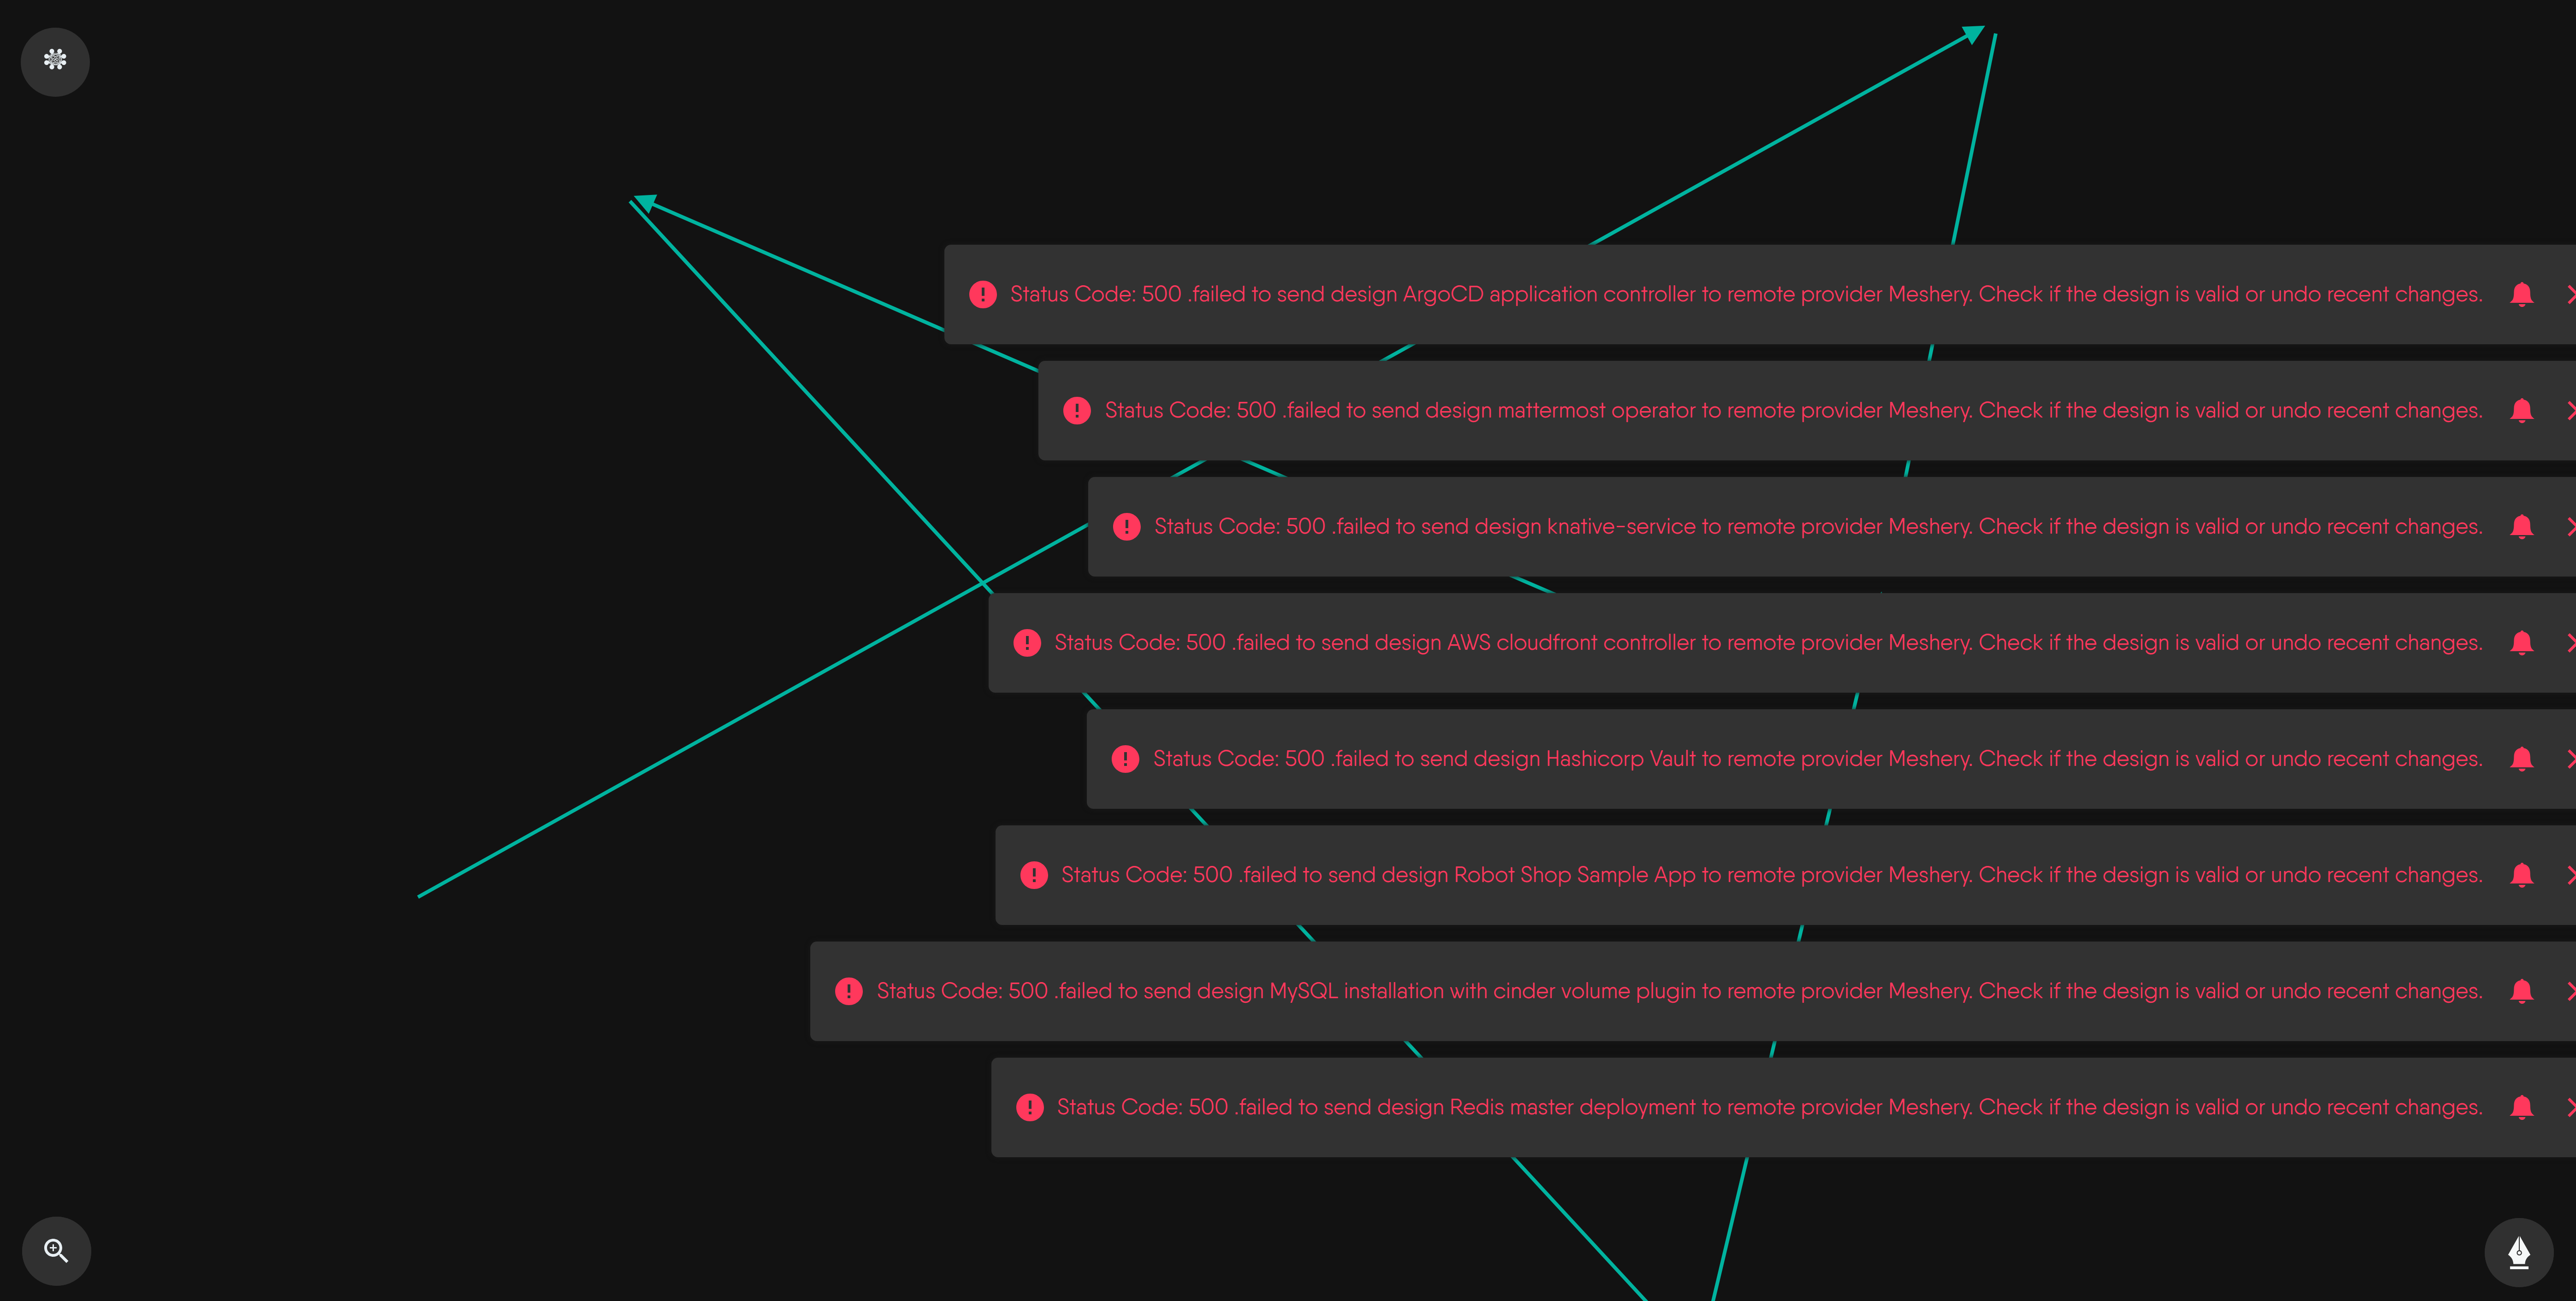 Status Code: 500 .failed to send design ArgoCD application controller to remote provider Meshery. Check if the design is valid or undo recent changes.
Status Code: 500 .failed to send design mattermost operator to remote provider Meshery. Check if the design is valid or undo recent changes.
Status Code: 500 .failed to send design knative-service to remote provider Meshery. Check if the design is valid or undo recent changes.
Status Code: 500 .failed to send design AWS cloudfront controller to remote provider Meshery. Check if the design is valid or undo recent changes.
Status Code: 500 .failed to send design Hashicorp Vault to remote provider Meshery. Check if the design is valid or undo recent changes.
Status Code: 500 .failed to send design Robot Shop Sample App to remote provider Meshery. Check if the design is valid or undo recent changes.
Status Code: 500 .failed to send design MySQL installation with cinder volume plugin to remote provider Meshery. Check if the design is valid or undo recent changes.
Status Code: 500 .failed to send design Redis master deployment to remote provider Meshery. Check if the design is valid or undo recent changes.